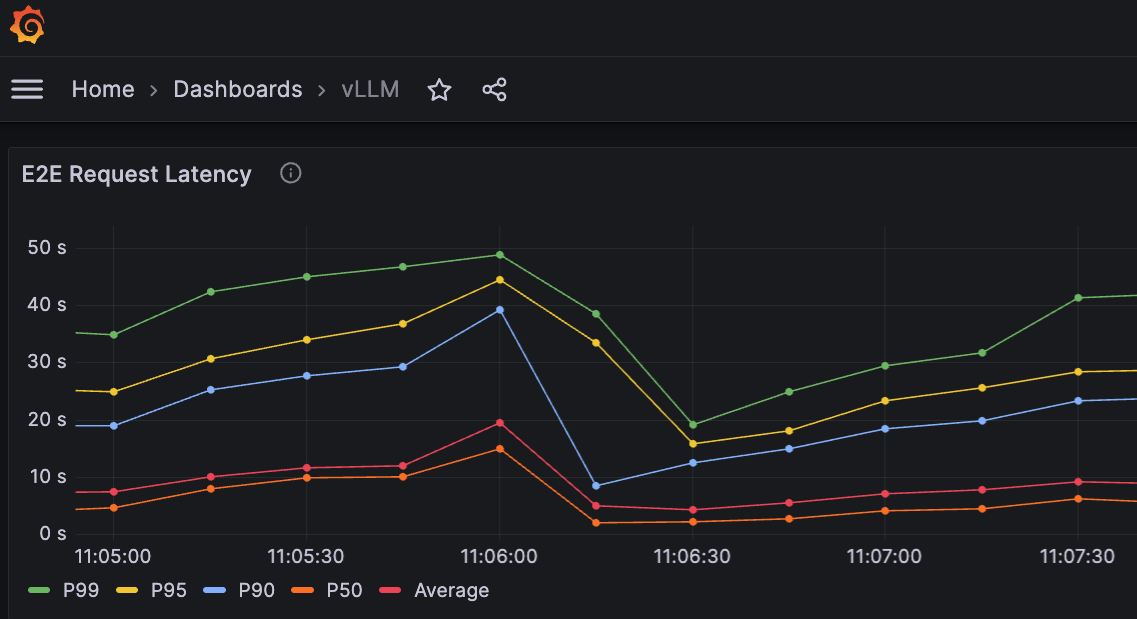 Home > Dashboards > vLLM
E2E Request Latency
50 s
40 s
30 s
20 s
10 s
0 s
11:05:00 11:05:30 11:06:00 11:06:30 11:07:00 11:07:30
P99 P95 P90 P50 Average